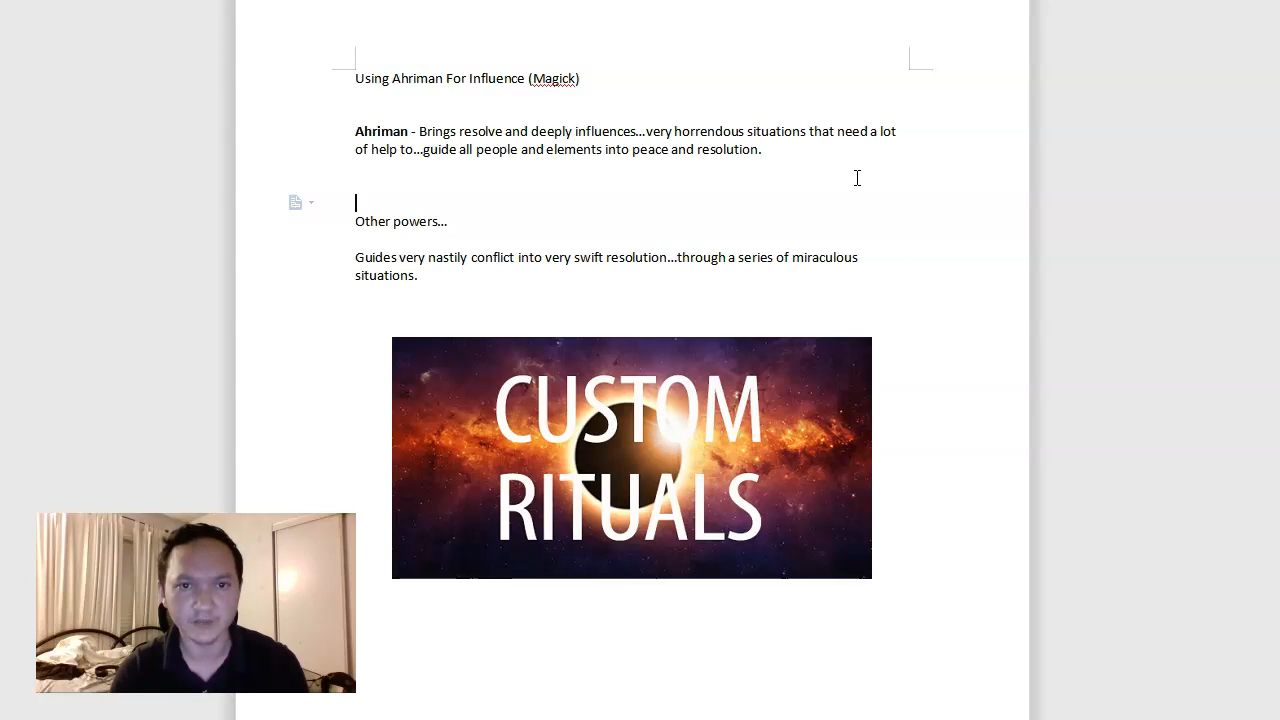 Using Ahriman For Influence (Magick)
Ahriman - Brings resolve and deeply influences...very horrendous situations that need a lot
of help to...guide all people and elements into peace and resolution.
Other powers...
Guides very nastily conflict into very swift resolution...through a series of miraculous
situations.
CUSTOM
RITUALS